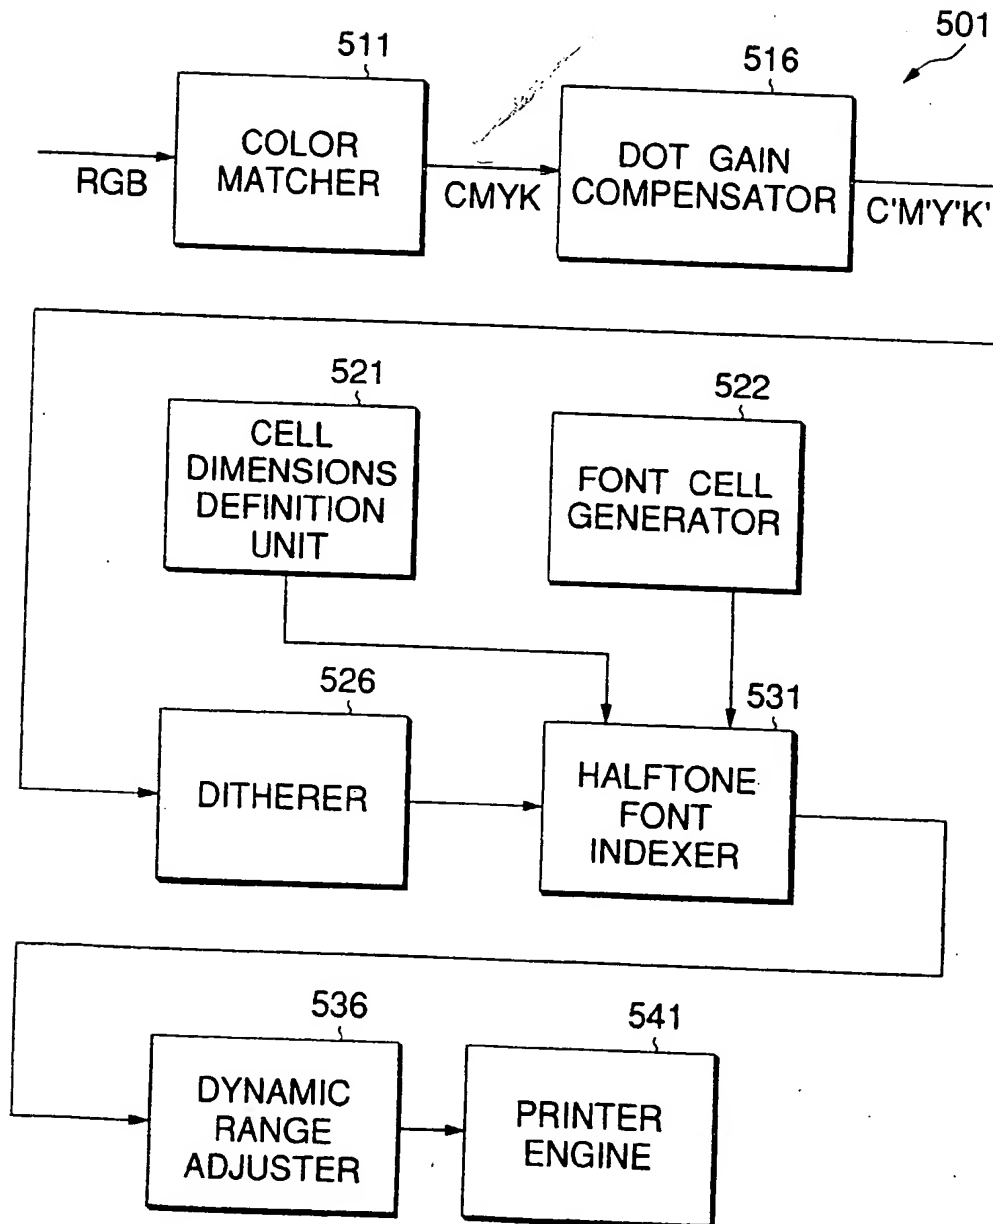 501
511
516
COLOR
MATCHER
DOT GAIN
COMPENSATOR
RGB
CMYK
C'M'Y'K'
521
522
CELL
DIMENSIONS
DEFINITION
UNIT
FONT CELL
GENERATOR
526
531
DITHERER
HALFTONE
FONT
INDEXER
536
541
DYNAMIC
RANGE
ADJUSTER
PRINTER
ENGINE